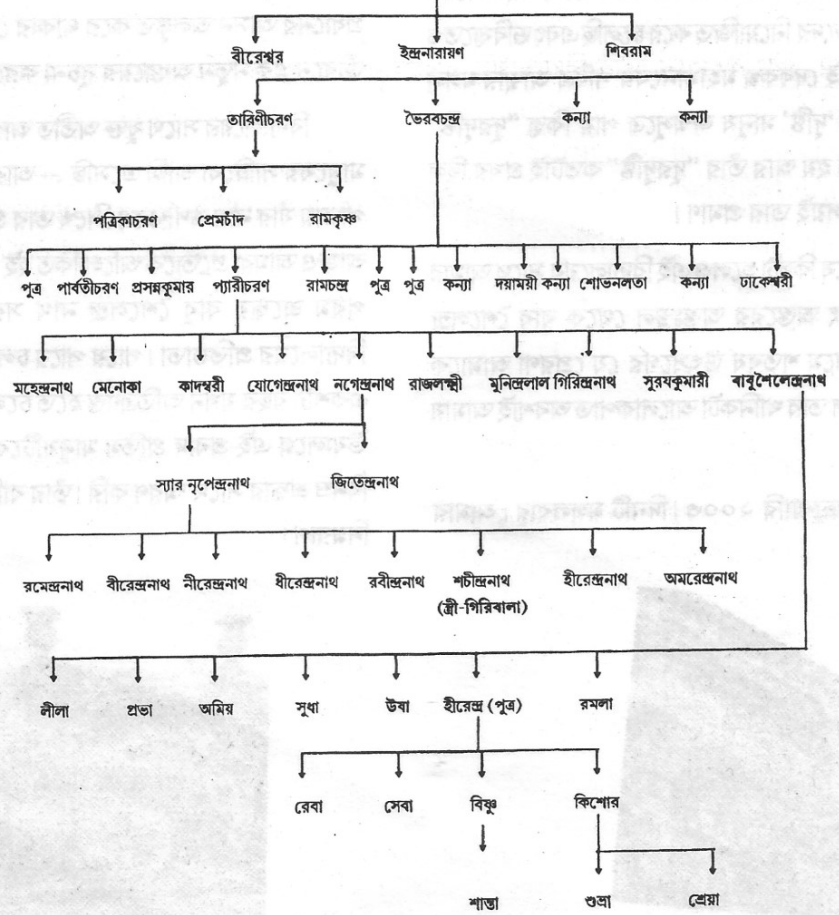 বীরেশ্বর ইন্দ্রনারায়ণ শিবরাম
তারিণীচরণ ভৈরবচন্দ্র কন্যা কন্যা
পত্রিকাচরণ প্রেমচাঁদ রামকৃষ্ণ
পুত্র পার্বতীচরণ প্রসন্নকুমার প্যারীচরণ রামচন্দ্র পুত্র পুত্র কন্যা দয়াময়ী কন্যা শোভনলতা কন্যা ঢাকেশ্বরী
মহেন্দ্রনাথ মেনোকা কাদম্বরী যোগেন্দ্রনাথ নগেন্দ্রনাথ রাজলক্ষ্মী মুনিন্দ্রলাল গিরিন্দ্রনাথ সূরযকুমারী বাবুশৈলেন্দ্রনাথ
স্যার নৃপেন্দ্রনাথ জিতেন্দ্রনাথ
রমেন্দ্রনাথ বীরেন্দ্রনাথ নীরেন্দ্রনাথ ধীরেন্দ্রনাথ রবীন্দ্রনাথ শচীন্দ্রনাথ হীরেন্দ্রনাথ অমরেন্দ্রনাথ
(স্ত্রী-গিরিবালা)
লীলা প্রভা অমিয় সুধা উষা হীরেন্দ্র (পুত্র) রমলা
রেবা সেবা বিষ্ণু কিশোর
শান্তা শুভ্রা শ্রেয়া